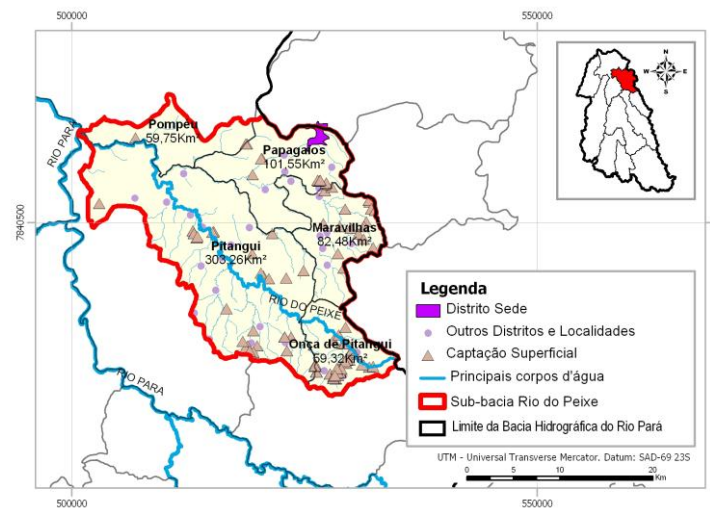 500000
550000
N
W
E
S
RIO PARÁ
Pompéu
59,75Km²
Papagaios
101,55Km²
7840500
7840500
Maravilhas
82,48Km²
Pitangui
303,26Km²
RIO DO PEIXE
Onça de Pitangui
59,32Km²
RIO PARÁ
Legenda
Distrito Sede
Outros Distritos e Localidades
Captação Superficial
Principais corpos d'água
Sub-bacia Rio do Peixe
Limite da Bacia Hidrográfica do Rio Pará
UTM - Universal Transverse Mercator. Datum: SAD-69 23S
0 5 10 20
Km
500000
550000